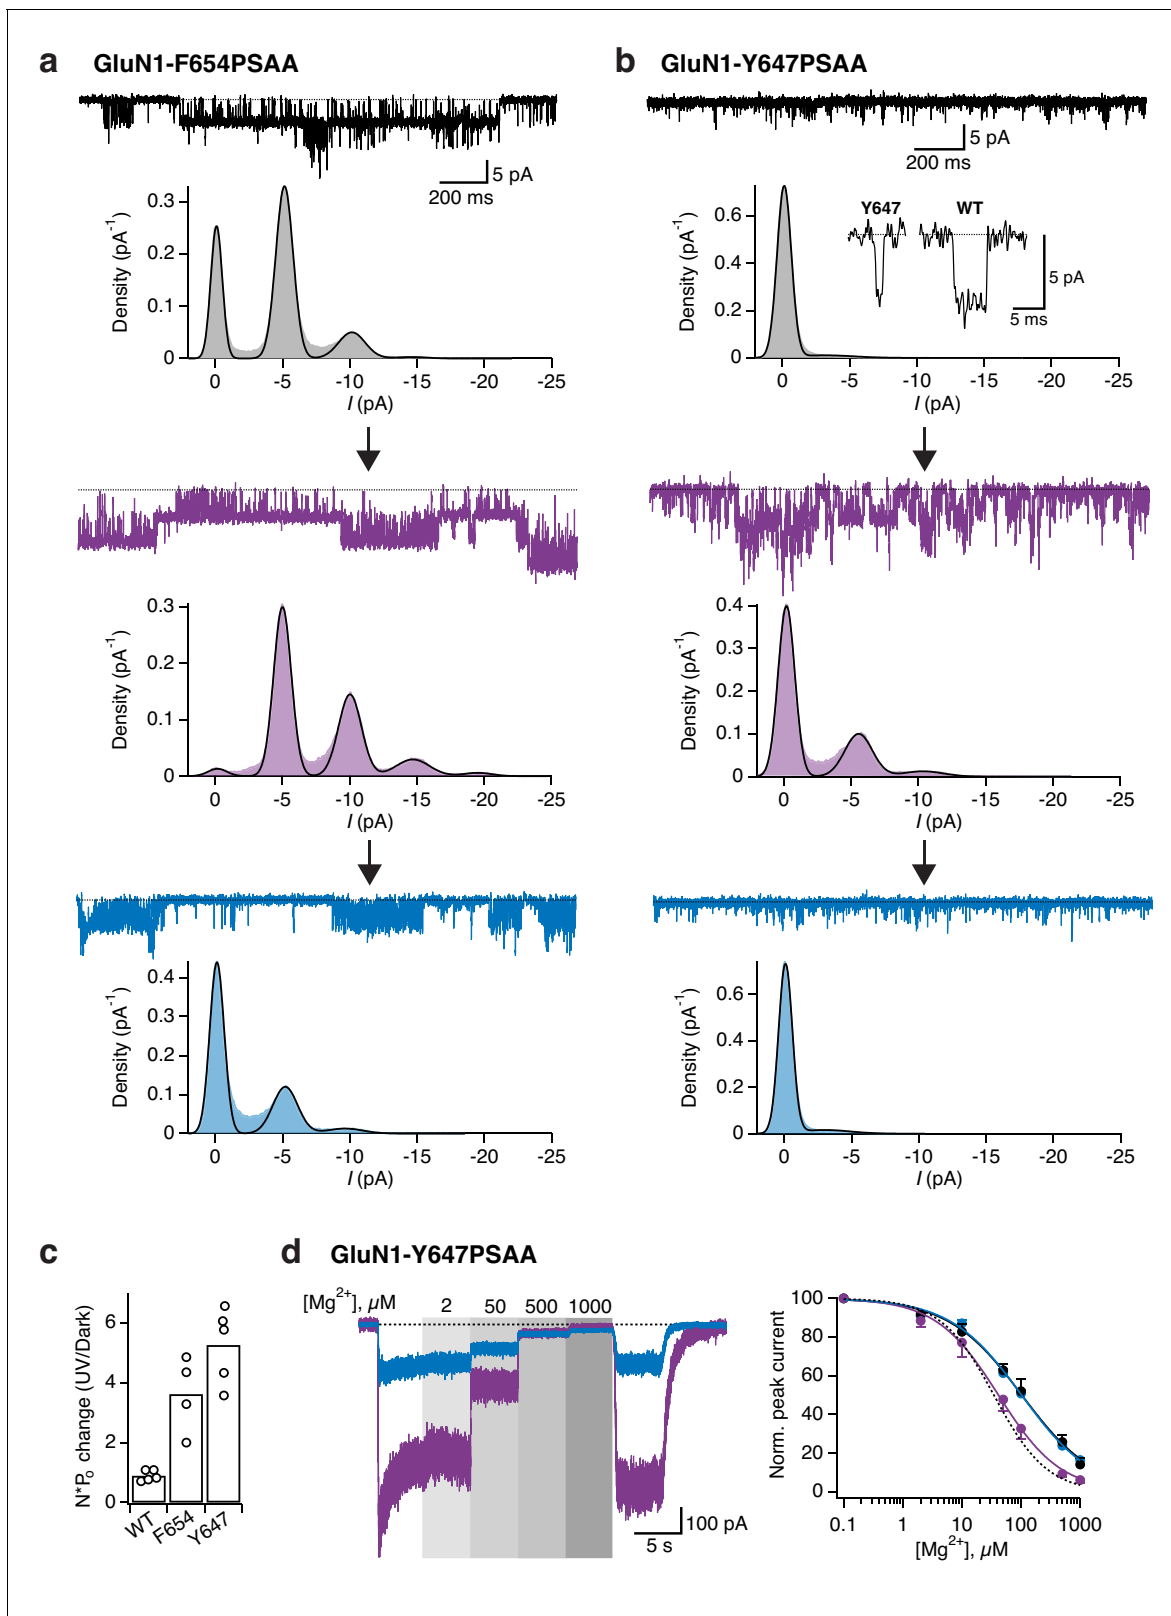 a GluN1-F654PSAA
5 pA
200 ms
Density (pA⁻¹)
0.3
0.2
0.1
0
0 -5 -10 -15 -20 -25
I (pA)
0.3
0.2
0.1
0
Density (pA⁻¹)
0 -5 -10 -15 -20 -25
I (pA)
0.4
0.3
0.2
0.1
0
Density (pA⁻¹)
0 -5 -10 -15 -20 -25
I (pA)
b GluN1-Y647PSAA
5 pA
200 ms
Density (pA⁻¹)
0.6
0.4
0.2
0
Y647 WT
5 pA
5 ms
0 -5 -10 -15 -20 -25
I (pA)
0.4
0.3
0.2
0.1
0
Density (pA⁻¹)
0 -5 -10 -15 -20 -25
I (pA)
0.6
0.4
0.2
0
Density (pA⁻¹)
0 -5 -10 -15 -20 -25
I (pA)
c
N*Pₒ change (UV/Dark)
6
4
2
0
WT F654 Y647
d GluN1-Y647PSAA
[Mg²⁺], µM 2 50 500 1000
100 pA
5 s
Norm. peak current
100
80
60
40
20
0
0.1 1 10 100 1000
[Mg²⁺], µM